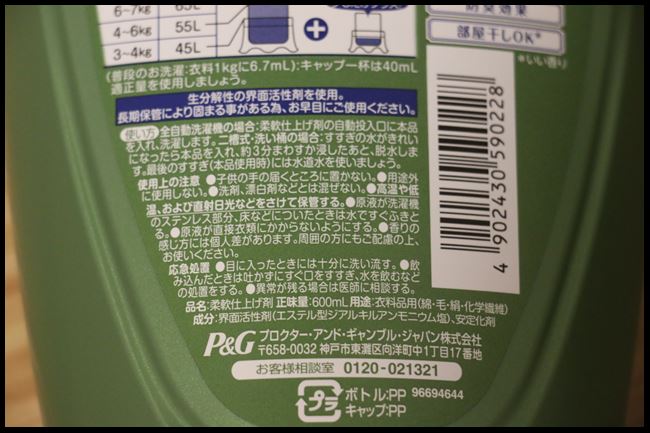 6~7kg 65L
4~6kg 55L
3~4kg 45L
防臭効果
部屋干しOK*
*いい香り
(普段のお洗濯:衣料1kgに6.7mL):キャップ一杯は40mL
適正量を使用しましょう。
生分解性の界面活性剤を使用。
長期保管により固まる事がある為、お早目にご使用ください。
使い方 全自動洗濯機の場合:柔軟仕上げ剤の自動投入口に本品
を入れ、洗濯します。二槽式・洗い桶の場合:すすぎの水がきれい
になったら本品を入れ、約3分まわすか浸したあと、脱水しま
す。最後のすすぎ(本品使用時)には水道水を使いましょう。
使用上の注意 ●子供の手の届くところに置かない。●用途外
に使用しない。●洗剤、漂白剤などとは混ぜない。●高温や低
温、および直射日光などをさけて保管する。●原液が洗濯機
のステンレス部分、床などについたときは水ですぐふきと
る。●原液が直接衣類にかからないようにする。●香りの
感じ方には個人差があります。周囲の方にもご配慮の上、
お使いください。
応急処置 ●目に入ったときには十分に洗い流す。●飲
み込んだときは吐かずにすぐ口をすすぎ、水を飲むなど
の処置をする。●異常が残る場合は医師に相談する。
4 902430 590228
品名:柔軟仕上げ剤 正味量:600mL 用途:衣料品用(綿・毛・絹・化学繊維)
成分:界面活性剤(エステル型ジアルキルアンモニウム塩)、安定化剤
P&G プロクター・アンド・ギャンブル・ジャパン株式会社
〒658-0032 神戸市東灘区向洋町中1丁目17番地
お客様相談室 0120-021321
プラ
ボトル:PP 96694644
キャップ:PP